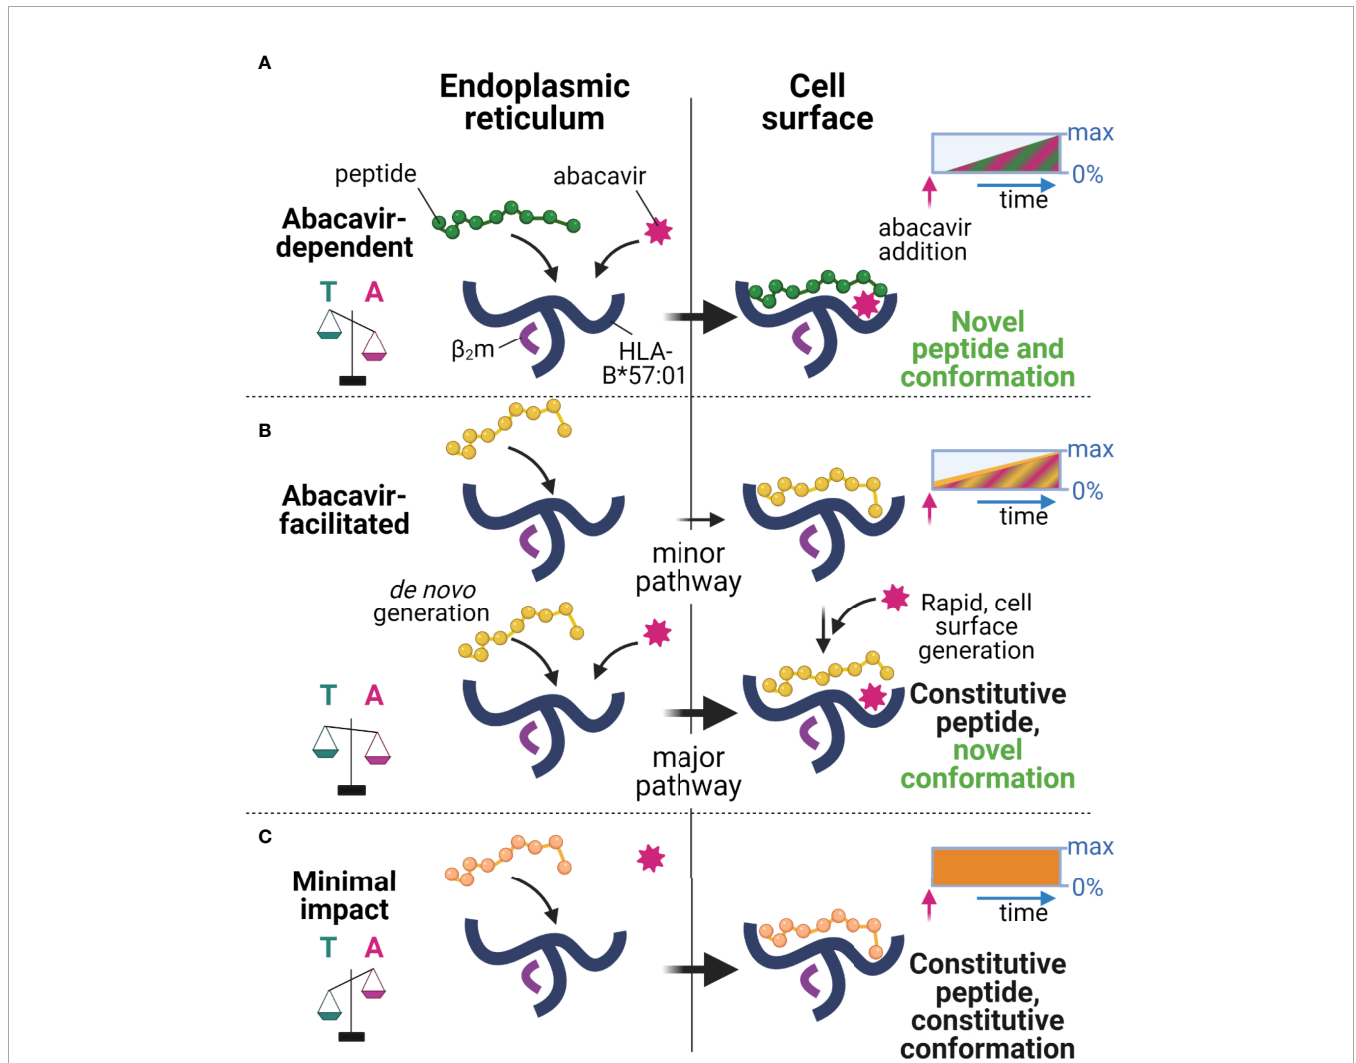 A
Endoplasmic
reticulum
Cell
surface
max
0%
time
abacavir
addition
peptide
abacavir
Abacavir-
dependent
T A
β₂m
HLA-
B*57:01
Novel
peptide and
conformation
B
Abacavir-
facilitated
max
0%
time
minor
pathway
de novo
generation
Rapid, cell
surface
generation
T A
major
pathway
Constitutive
peptide,
novel
conformation
C
Minimal
impact
T A
max
0%
time
Constitutive
peptide,
constitutive
conformation